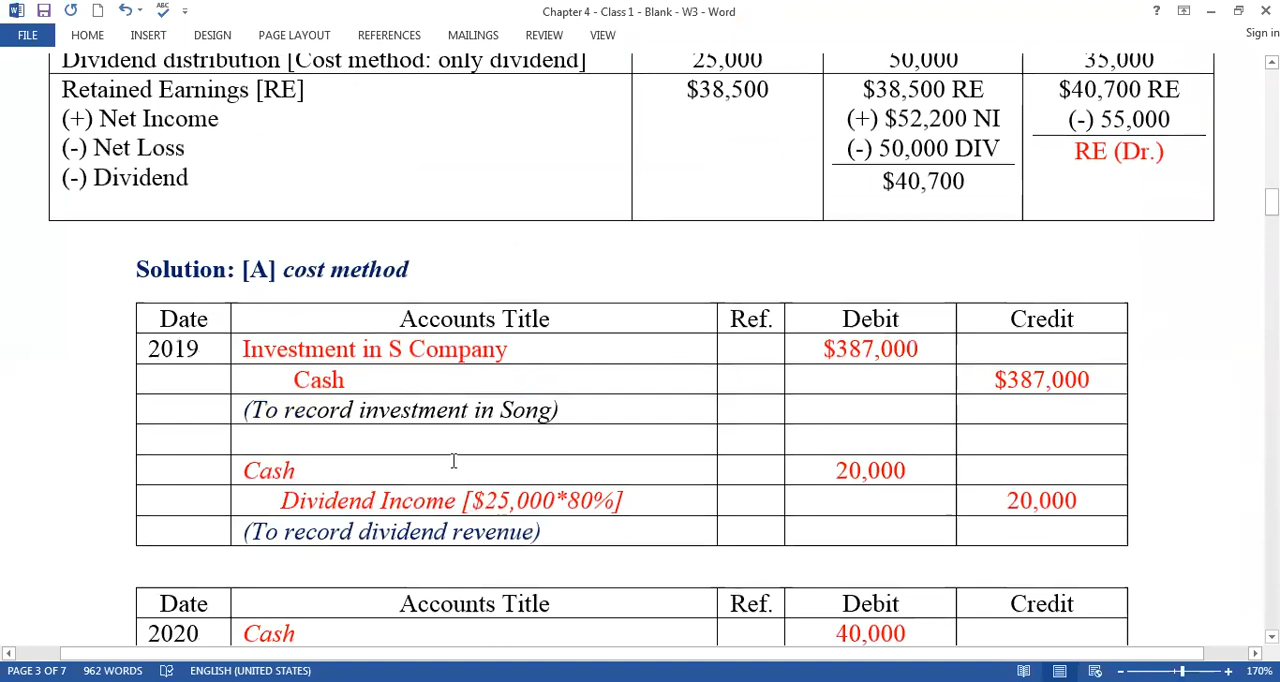 Chapter 4 - Class 1 - Blank - W3 - Word
FILE HOME INSERT DESIGN PAGE LAYOUT REFERENCES MAILINGS REVIEW VIEW Sign in
Dividend distribution [Cost method: only dividend] 25,000 50,000 35,000
Retained Earnings [RE] $38,500 $38,500 RE $40,700 RE
(+) Net Income (+) $52,200 NI (-) 55,000
(-) Net Loss (-) 50,000 DIV RE (Dr.)
(-) Dividend $40,700
Solution: [A] cost method
Date Accounts Title Ref. Debit Credit
2019 Investment in S Company $387,000
Cash $387,000
(To record investment in Song)
Cash 20,000
Dividend Income [$25,000*80%] 20,000
(To record dividend revenue)
Date Accounts Title Ref. Debit Credit
2020 Cash 40,000
PAGE 3 OF 7 962 WORDS ENGLISH (UNITED STATES) 170%